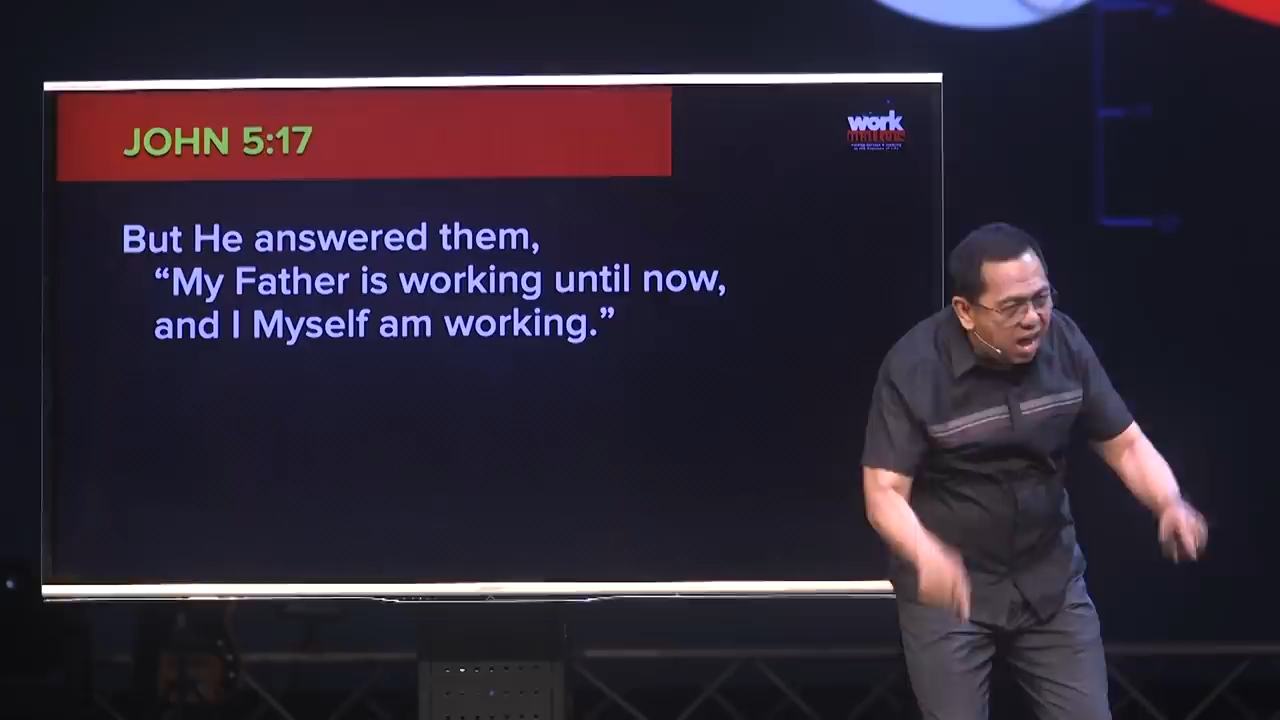 JOHN 5:17
work
But He answered them,
“My Father is working until now,
and I Myself am working.”